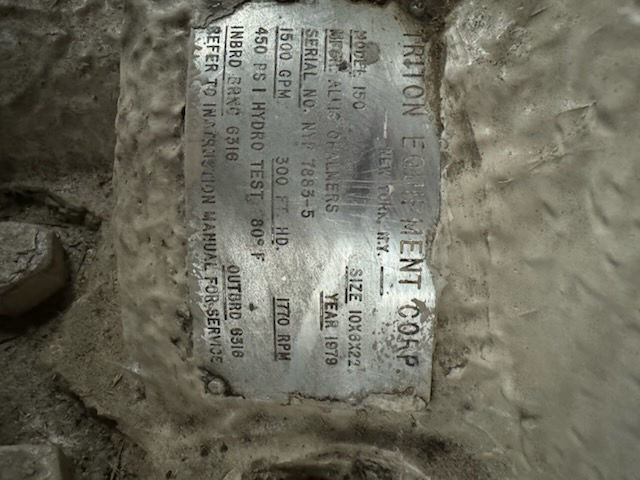 TRITON EQUIPMENT CORP.
NEW YORK, N.Y.
MODEL 150 SIZE 10X8X22
MFGR. ALLIS CHALMERS YEAR 1979
SERIAL NO. 7883-5
1500 GPM 300 FT. HD. 1770 RPM
450 PSI HYDRO TEST 80°F
INBRD BRNG 6316 OUTBRD 6316
REFER TO INSTRUCTION MANUAL FOR SERVICE